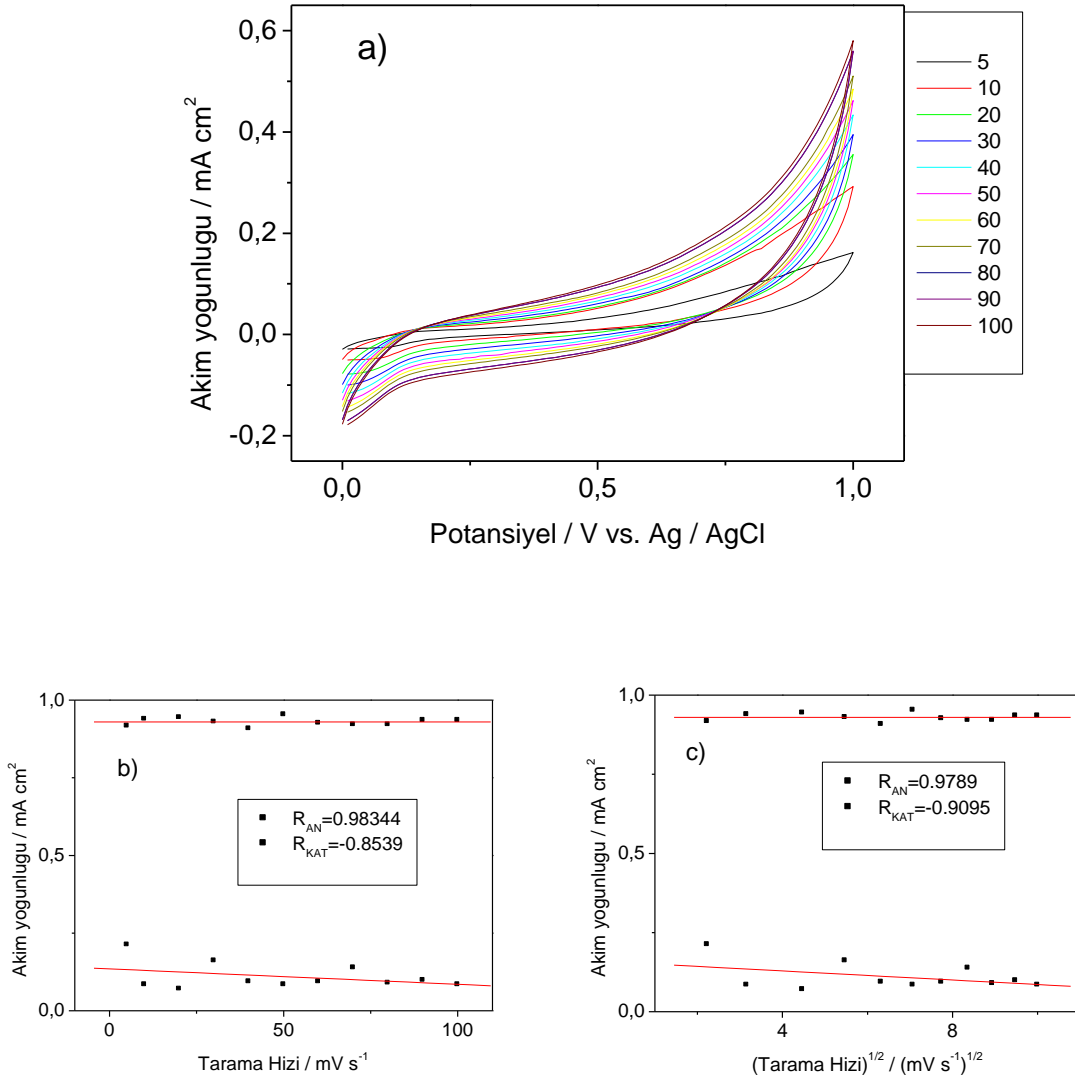 a)
0,6
0,4
0,2
0,0
-0,2
Akim yogunlugu / mA cm²
0,0
0,5
1,0
Potansiyel / V vs. Ag / AgCl
5
10
20
30
40
50
60
70
80
90
100
b)
1,0
0,5
0,0
Akim yogunlugu / mA cm²
R_AN=0.98344
R_KAT=-0.8539
0
50
100
Tarama Hizi / mV s⁻¹
c)
1,0
0,5
0,0
Akim yogunlugu / mA cm²
R_AN=0.9789
R_KAT=-0.9095
4
8
(Tarama Hizi)^1/2 / (mV s⁻¹)^1/2